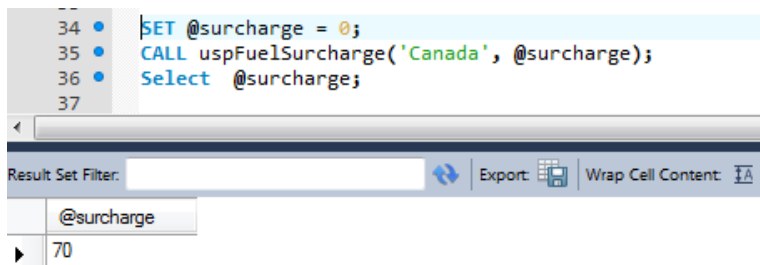 34 SET @surcharge = 0;
35 CALL uspFuelSurcharge('Canada', @surcharge);
36 Select  @surcharge;
37
Result Set Filter: Export: Wrap Cell Content:
@surcharge
70